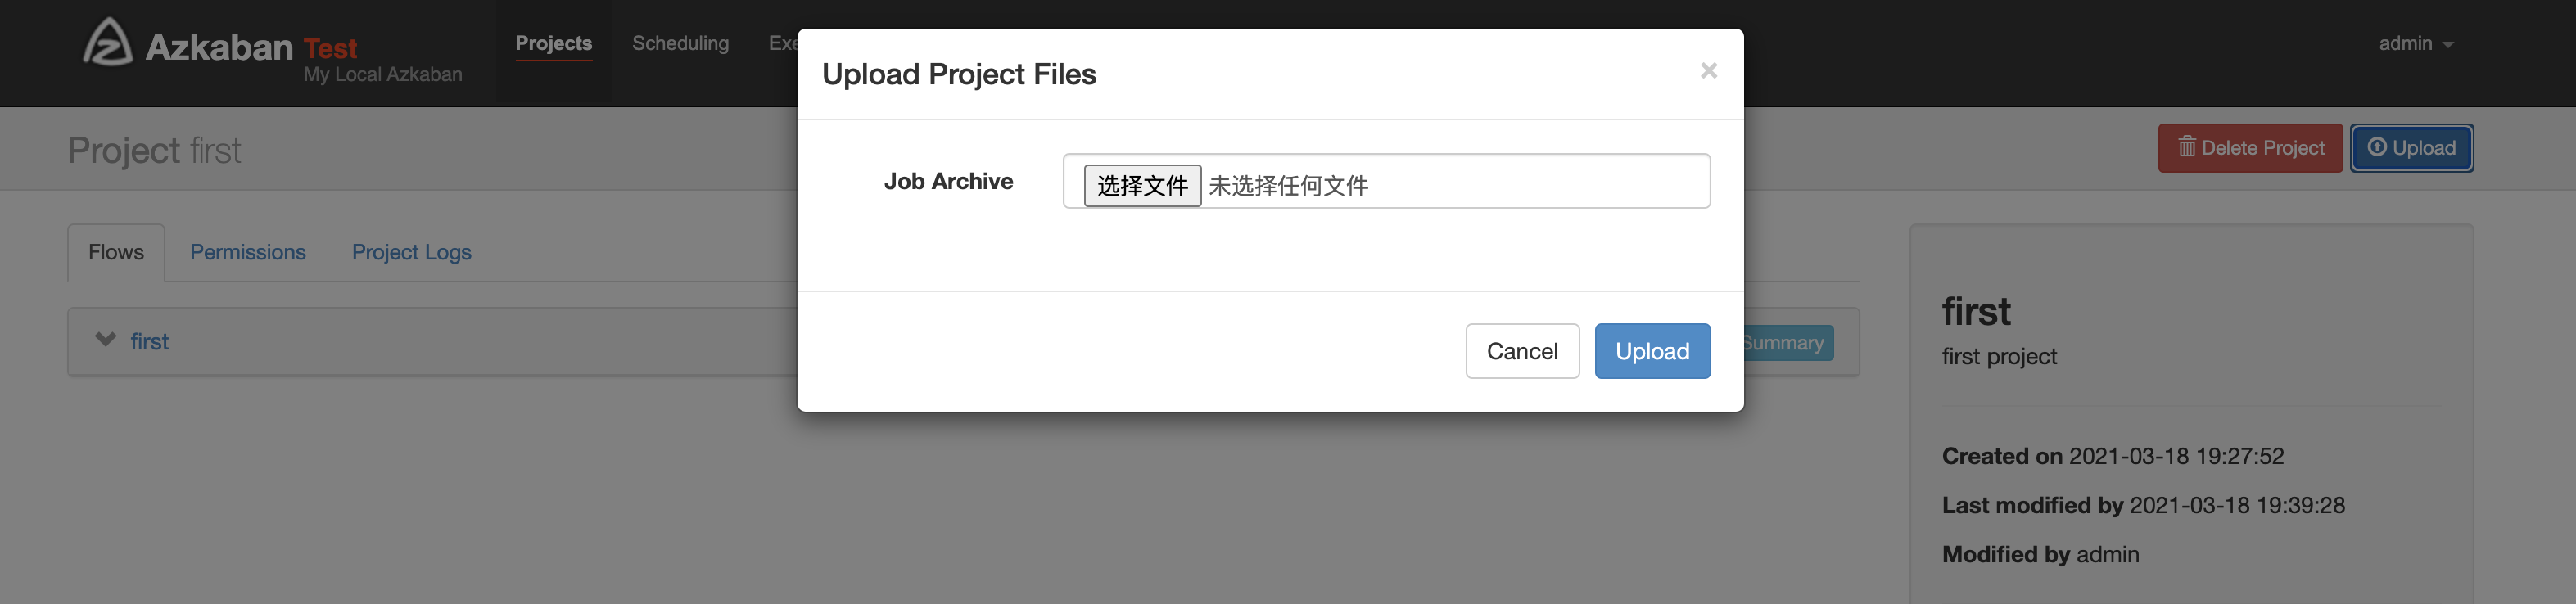 Azkaban Test
My Local Azkaban
Projects Scheduling Exe
admin
Upload Project Files
×
Project first
Delete Project Upload
Job Archive 选择文件 未选择任何文件
Flows Permissions Project Logs
first
Summary
Cancel Upload
first
first project
Created on 2021-03-18 19:27:52
Last modified by 2021-03-18 19:39:28
Modified by admin